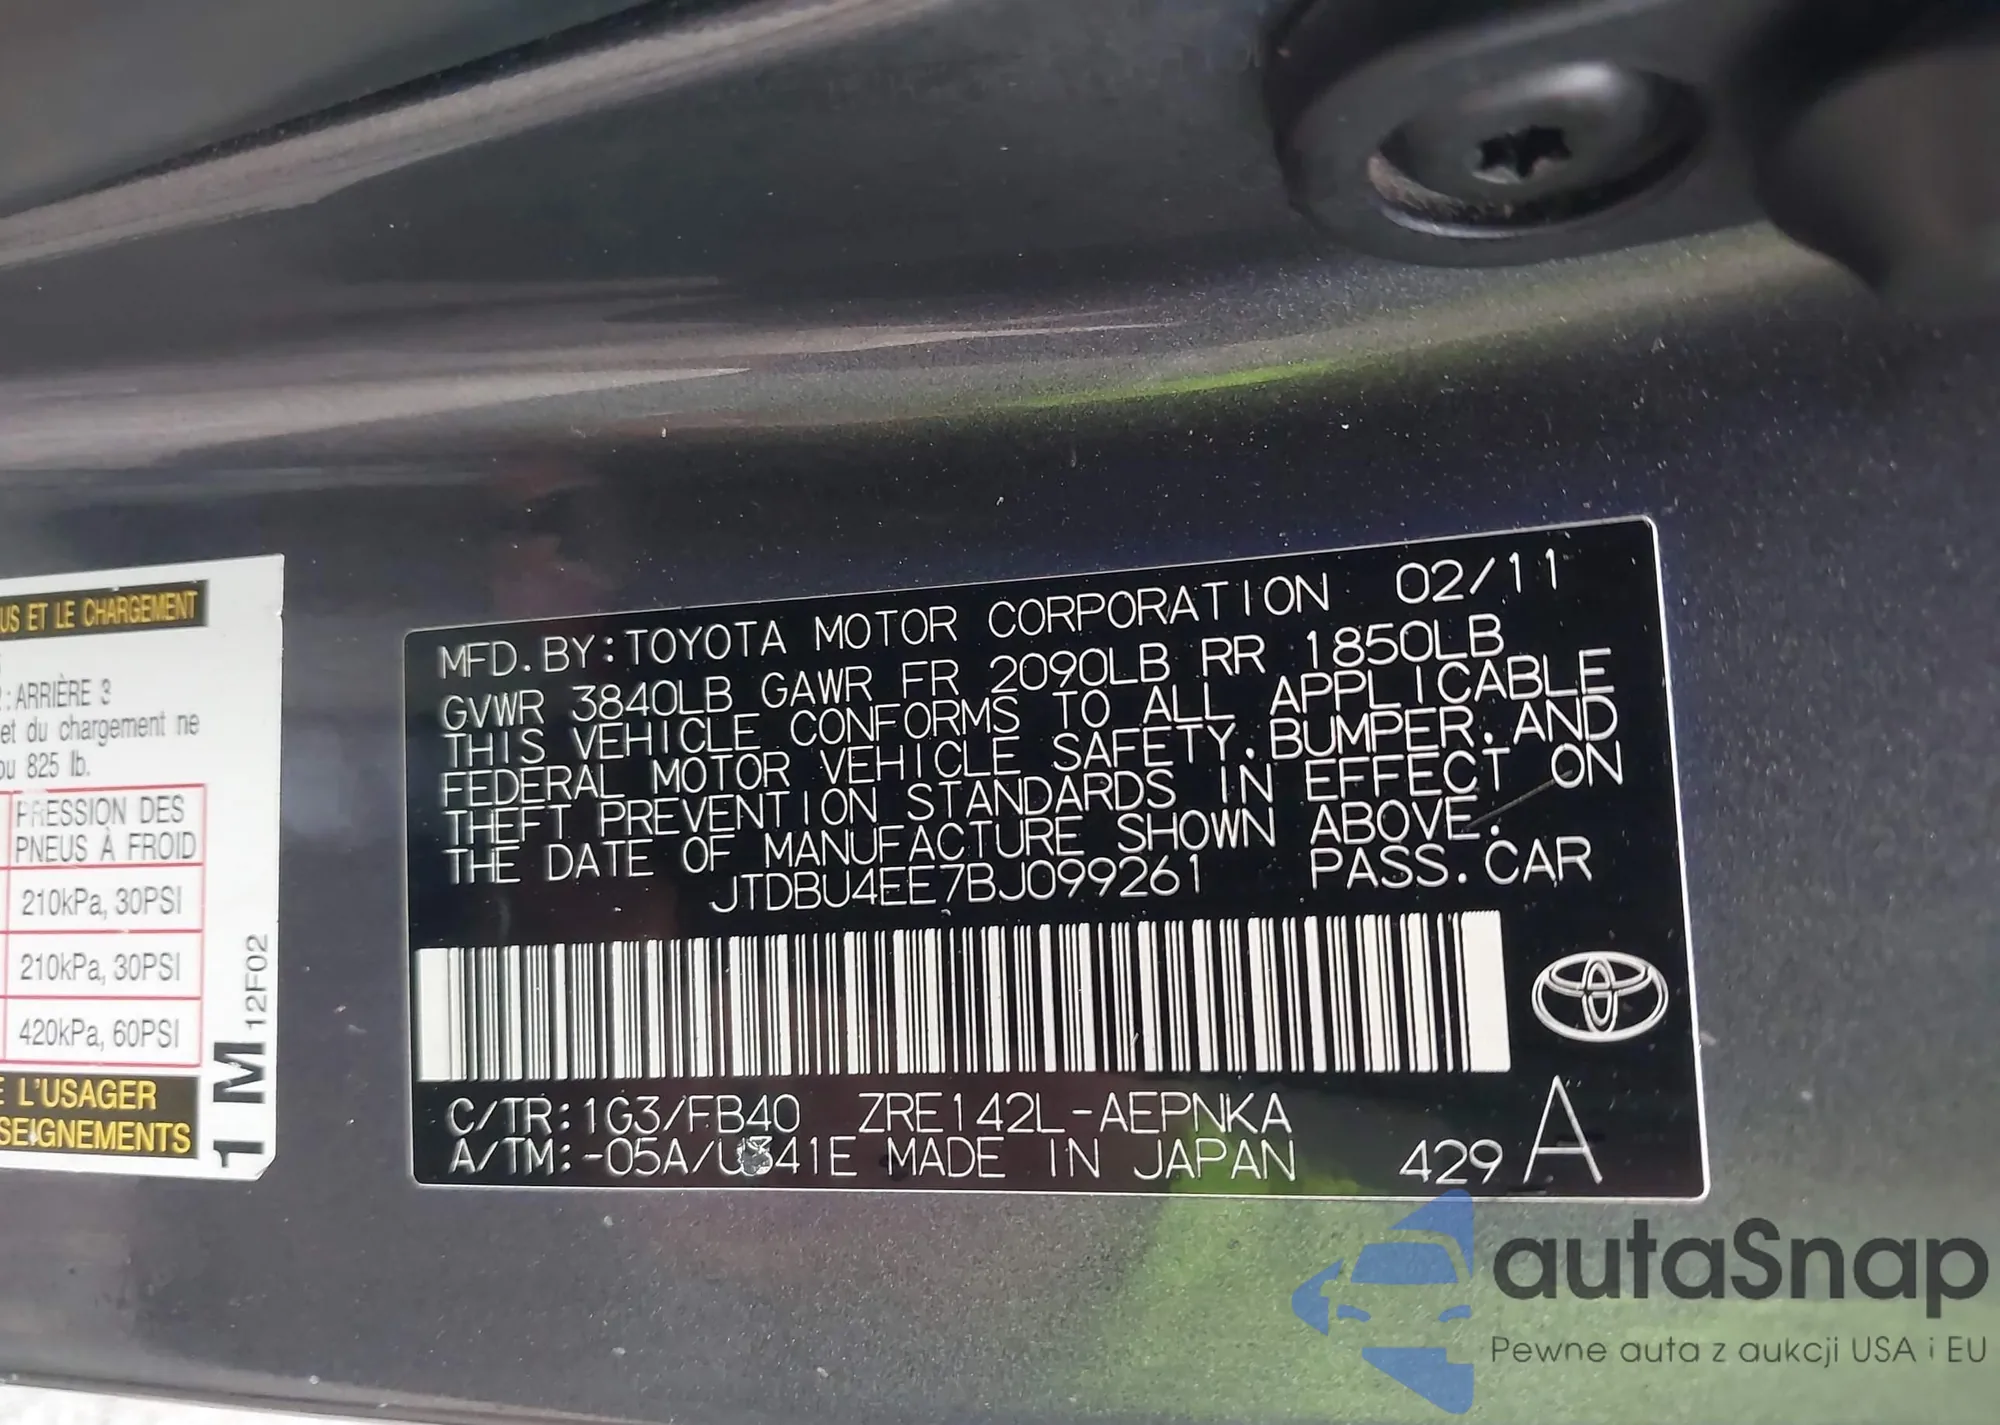 US ET LE CHARGEMENT
: ARRIÈRE 3
et du chargement ne
ou 825 lb.
PRESSION DES
PNEUS À FROID
210kPa, 30PSI
210kPa, 30PSI
420kPa, 60PSI
E L'USAGER
SEIGNEMENTS
1 M 12F02
MFD. BY: TOYOTA MOTOR CORPORATION 02/11
GVWR 3840LB GAWR FR 2090LB RR 1850LB
THIS VEHICLE CONFORMS TO ALL APPLICABLE
FEDERAL MOTOR VEHICLE SAFETY, BUMPER, AND
THEFT PREVENTION STANDARDS IN EFFECT ON
THE DATE OF MANUFACTURE SHOWN ABOVE.
JTDBU4EE7BJ099261 PASS. CAR
C/TR: 1G3/FB40 ZRE142L-AEPNKA
A/TM: -05A/U341E MADE IN JAPAN 429 A
autaSnap
Pewne auta z aukcji USA i EU